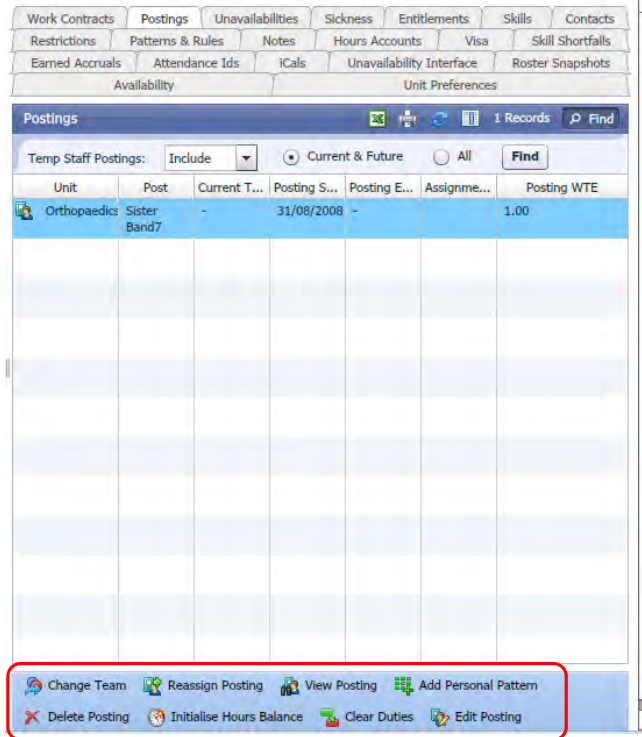 Work Contracts Postings Unavailabilities Sickness Entitlements Skills Contacts
Restrictions Patterns & Rules Notes Hours Accounts Visa Skill Shortfalls
Earned Accruals Attendance Ids iCals Unavailability Interface Roster Snapshots
Availability Unit Preferences
Postings 1 Records Find
Temp Staff Postings: Include Current & Future All Find
Unit Post Current T... Posting S... Posting E... Assignme... Posting WTE
Orthopaedics Sister - 31/08/2008 - 1.00
Band7
Change Team Reassign Posting View Posting Add Personal Pattern
Delete Posting Initialise Hours Balance Clear Duties Edit Posting